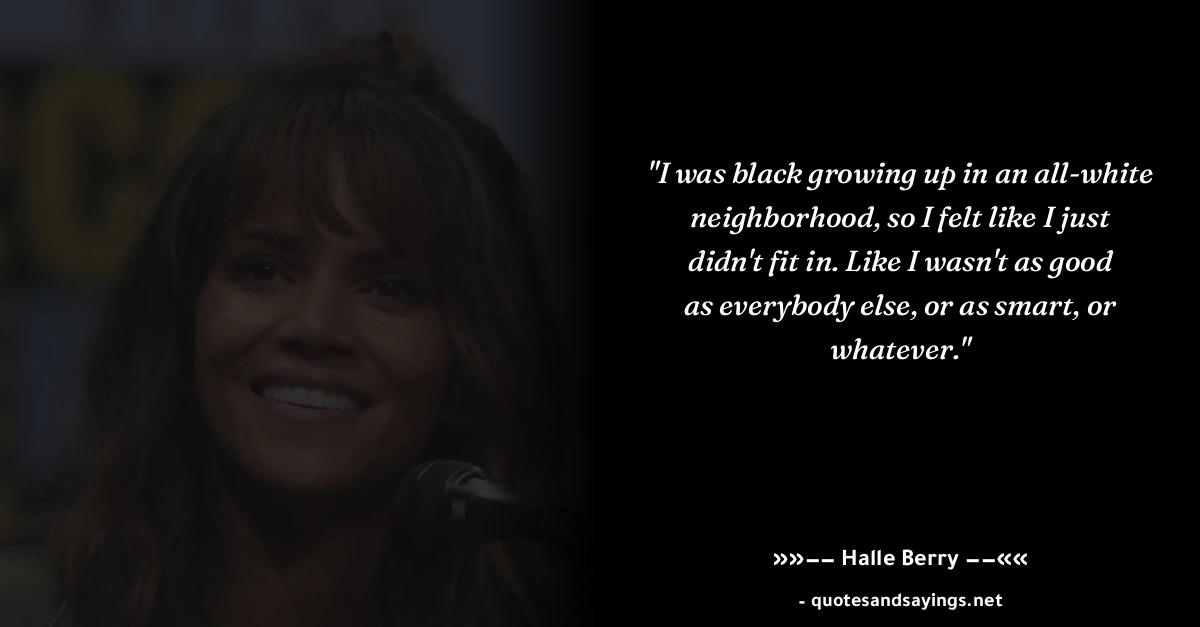 "I was black growing up in an all-white
neighborhood, so I felt like I just
didn't fit in. Like I wasn't as good
as everybody else, or as smart, or
whatever."
»»−− Halle Berry −−««
- quotesandsayings.net